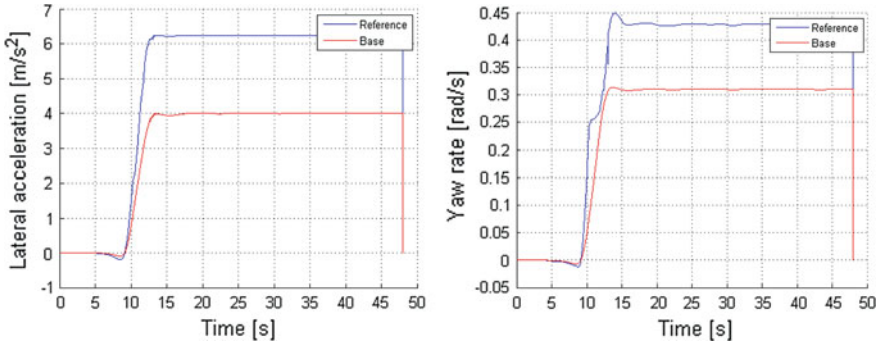 7
6
5
4
3
2
1
0
-1
Lateral acceleration [m/s²]
0 5 10 15 20 25 30 35 40 45 50
Time [s]
Reference
Base
0.45
0.4
0.35
0.3
0.25
0.2
0.15
0.1
0.05
0
-0.05
Yaw rate [rad/s]
0 5 10 15 20 25 30 35 40 45 50
Time [s]
Reference
Base